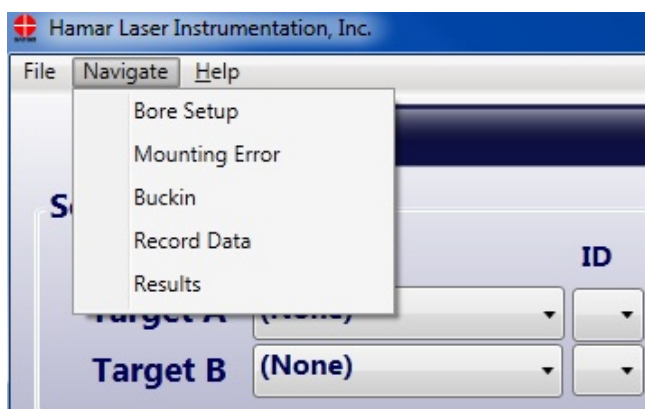 Hamar Laser Instrumentation, Inc.
File Navigate Help
Bore Setup
Mounting Error
Buckin
Record Data
Results
ID
Target A (None)
Target B (None)